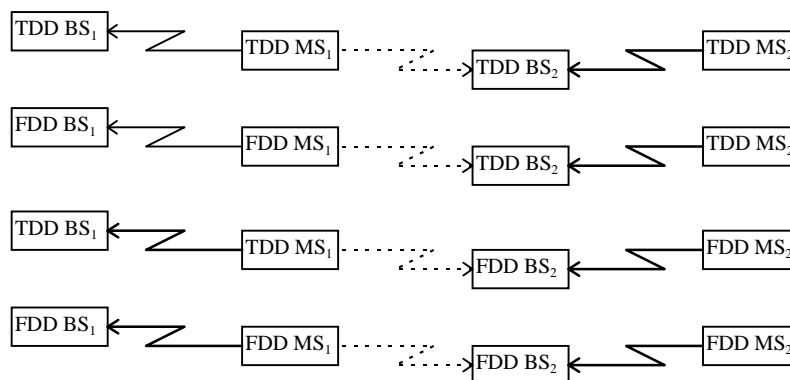 TDD BS₁ TDD MS₁ TDD BS₂ TDD MS₂
FDD BS₁ FDD MS₁ TDD BS₂ TDD MS₂
TDD BS₁ TDD MS₁ FDD BS₂ FDD MS₂
FDD BS₁ FDD MS₁ FDD BS₂ FDD MS₂